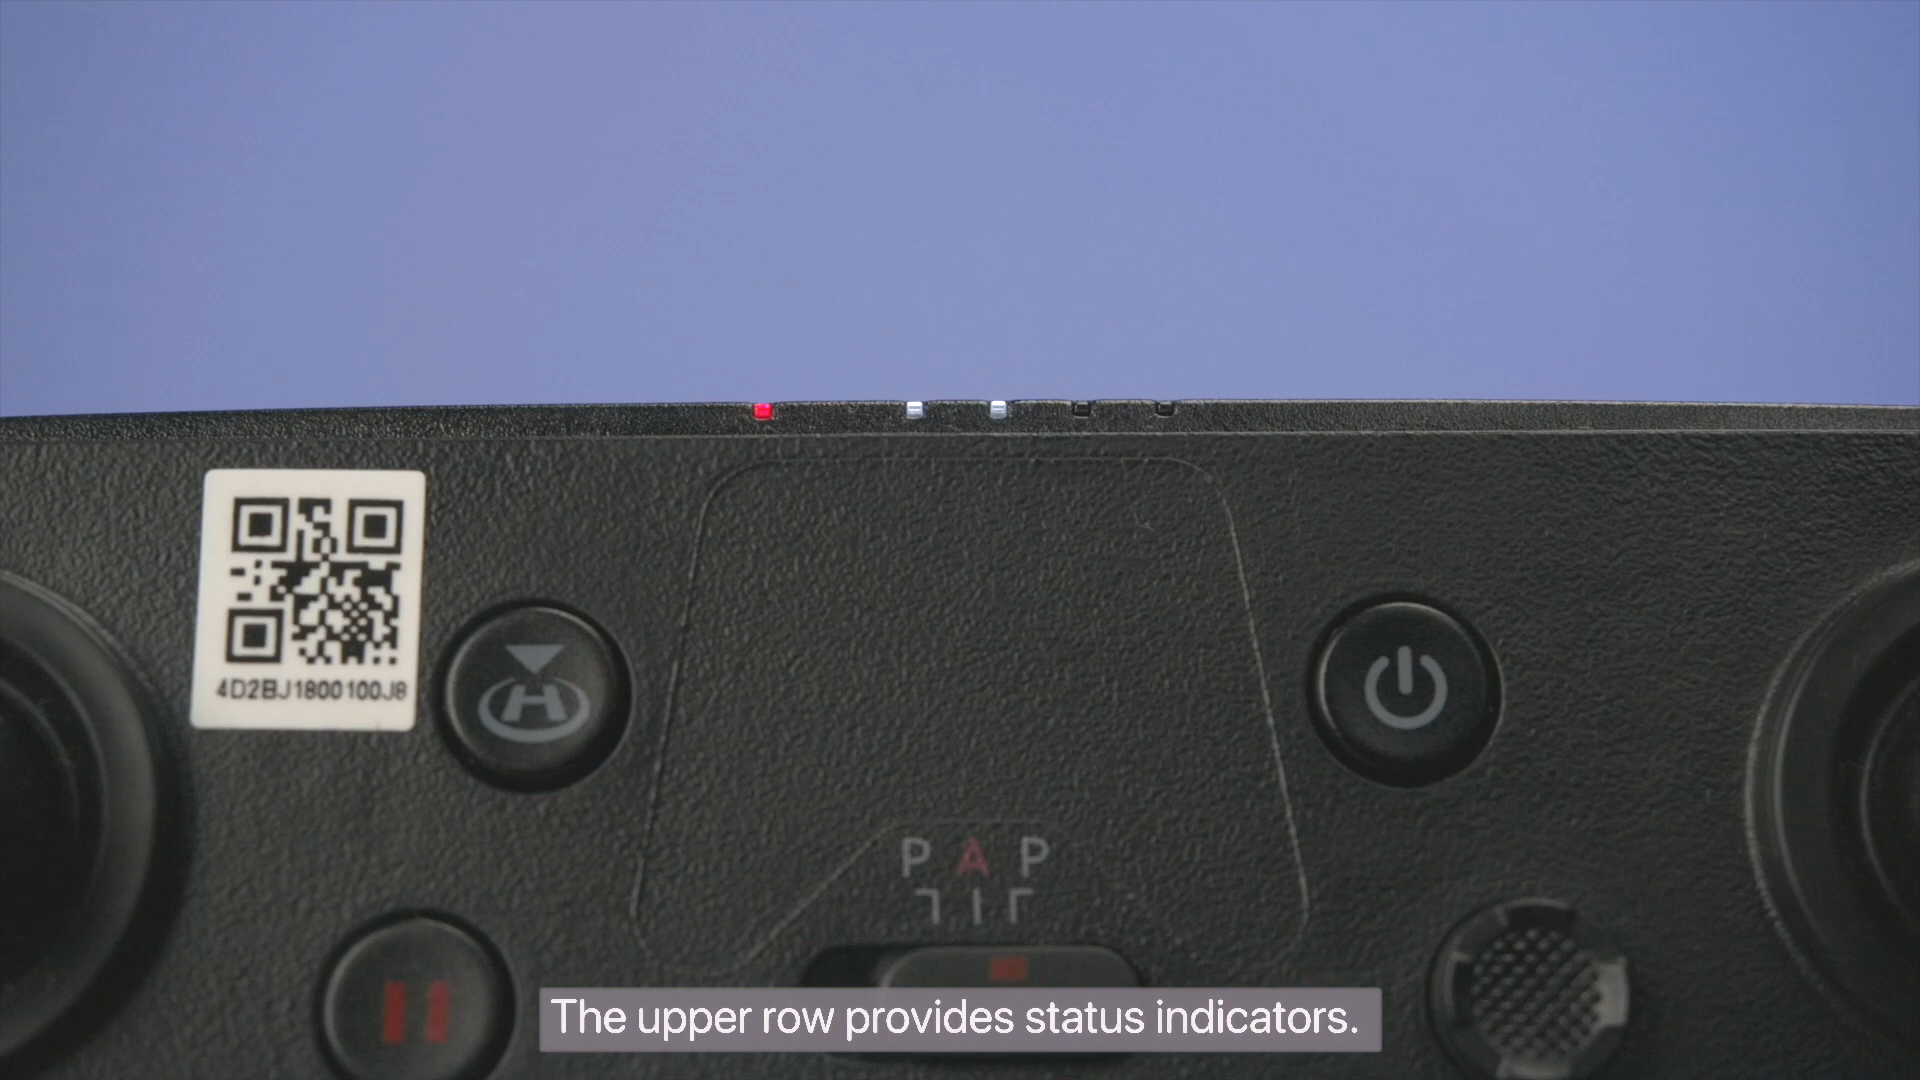 4D2BJ1800100J8
H
P A P
The upper row provides status indicators.